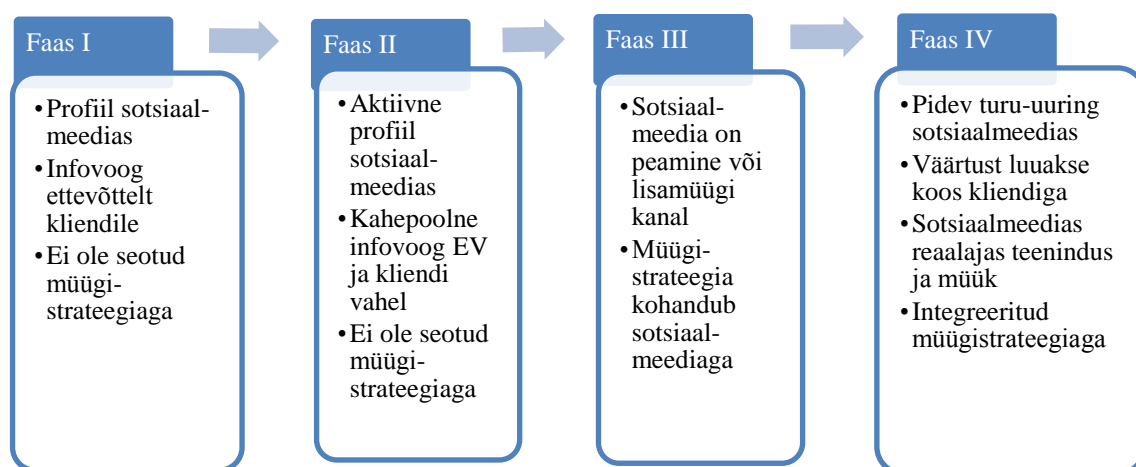 Faas I
•Profiil sotsiaal-
meedias
•Infovoog
ettevõttelt
kliendile
•Ei ole seotud
müügi-
strateegiaga
Faas II
•Aktiivne
profiil
sotsiaal-
meedias
•Kahepoolne
infovoog EV
ja kliendi
vahel
•Ei ole seotud
müügi-
strateegiaga
Faas III
•Sotsiaal-
meedia on
peamine või
lisamüügi
kanal
•Müügi-
strateegia
kohandub
sotsiaal-
meediaga
Faas IV
•Pidev turu-uuring
sotsiaalmeedias
•Väärtust luuakse
koos kliendiga
•Sotsiaalmeedias
reaalajas teenindus
ja müük
•Integreeritud
müügistrateegiaga